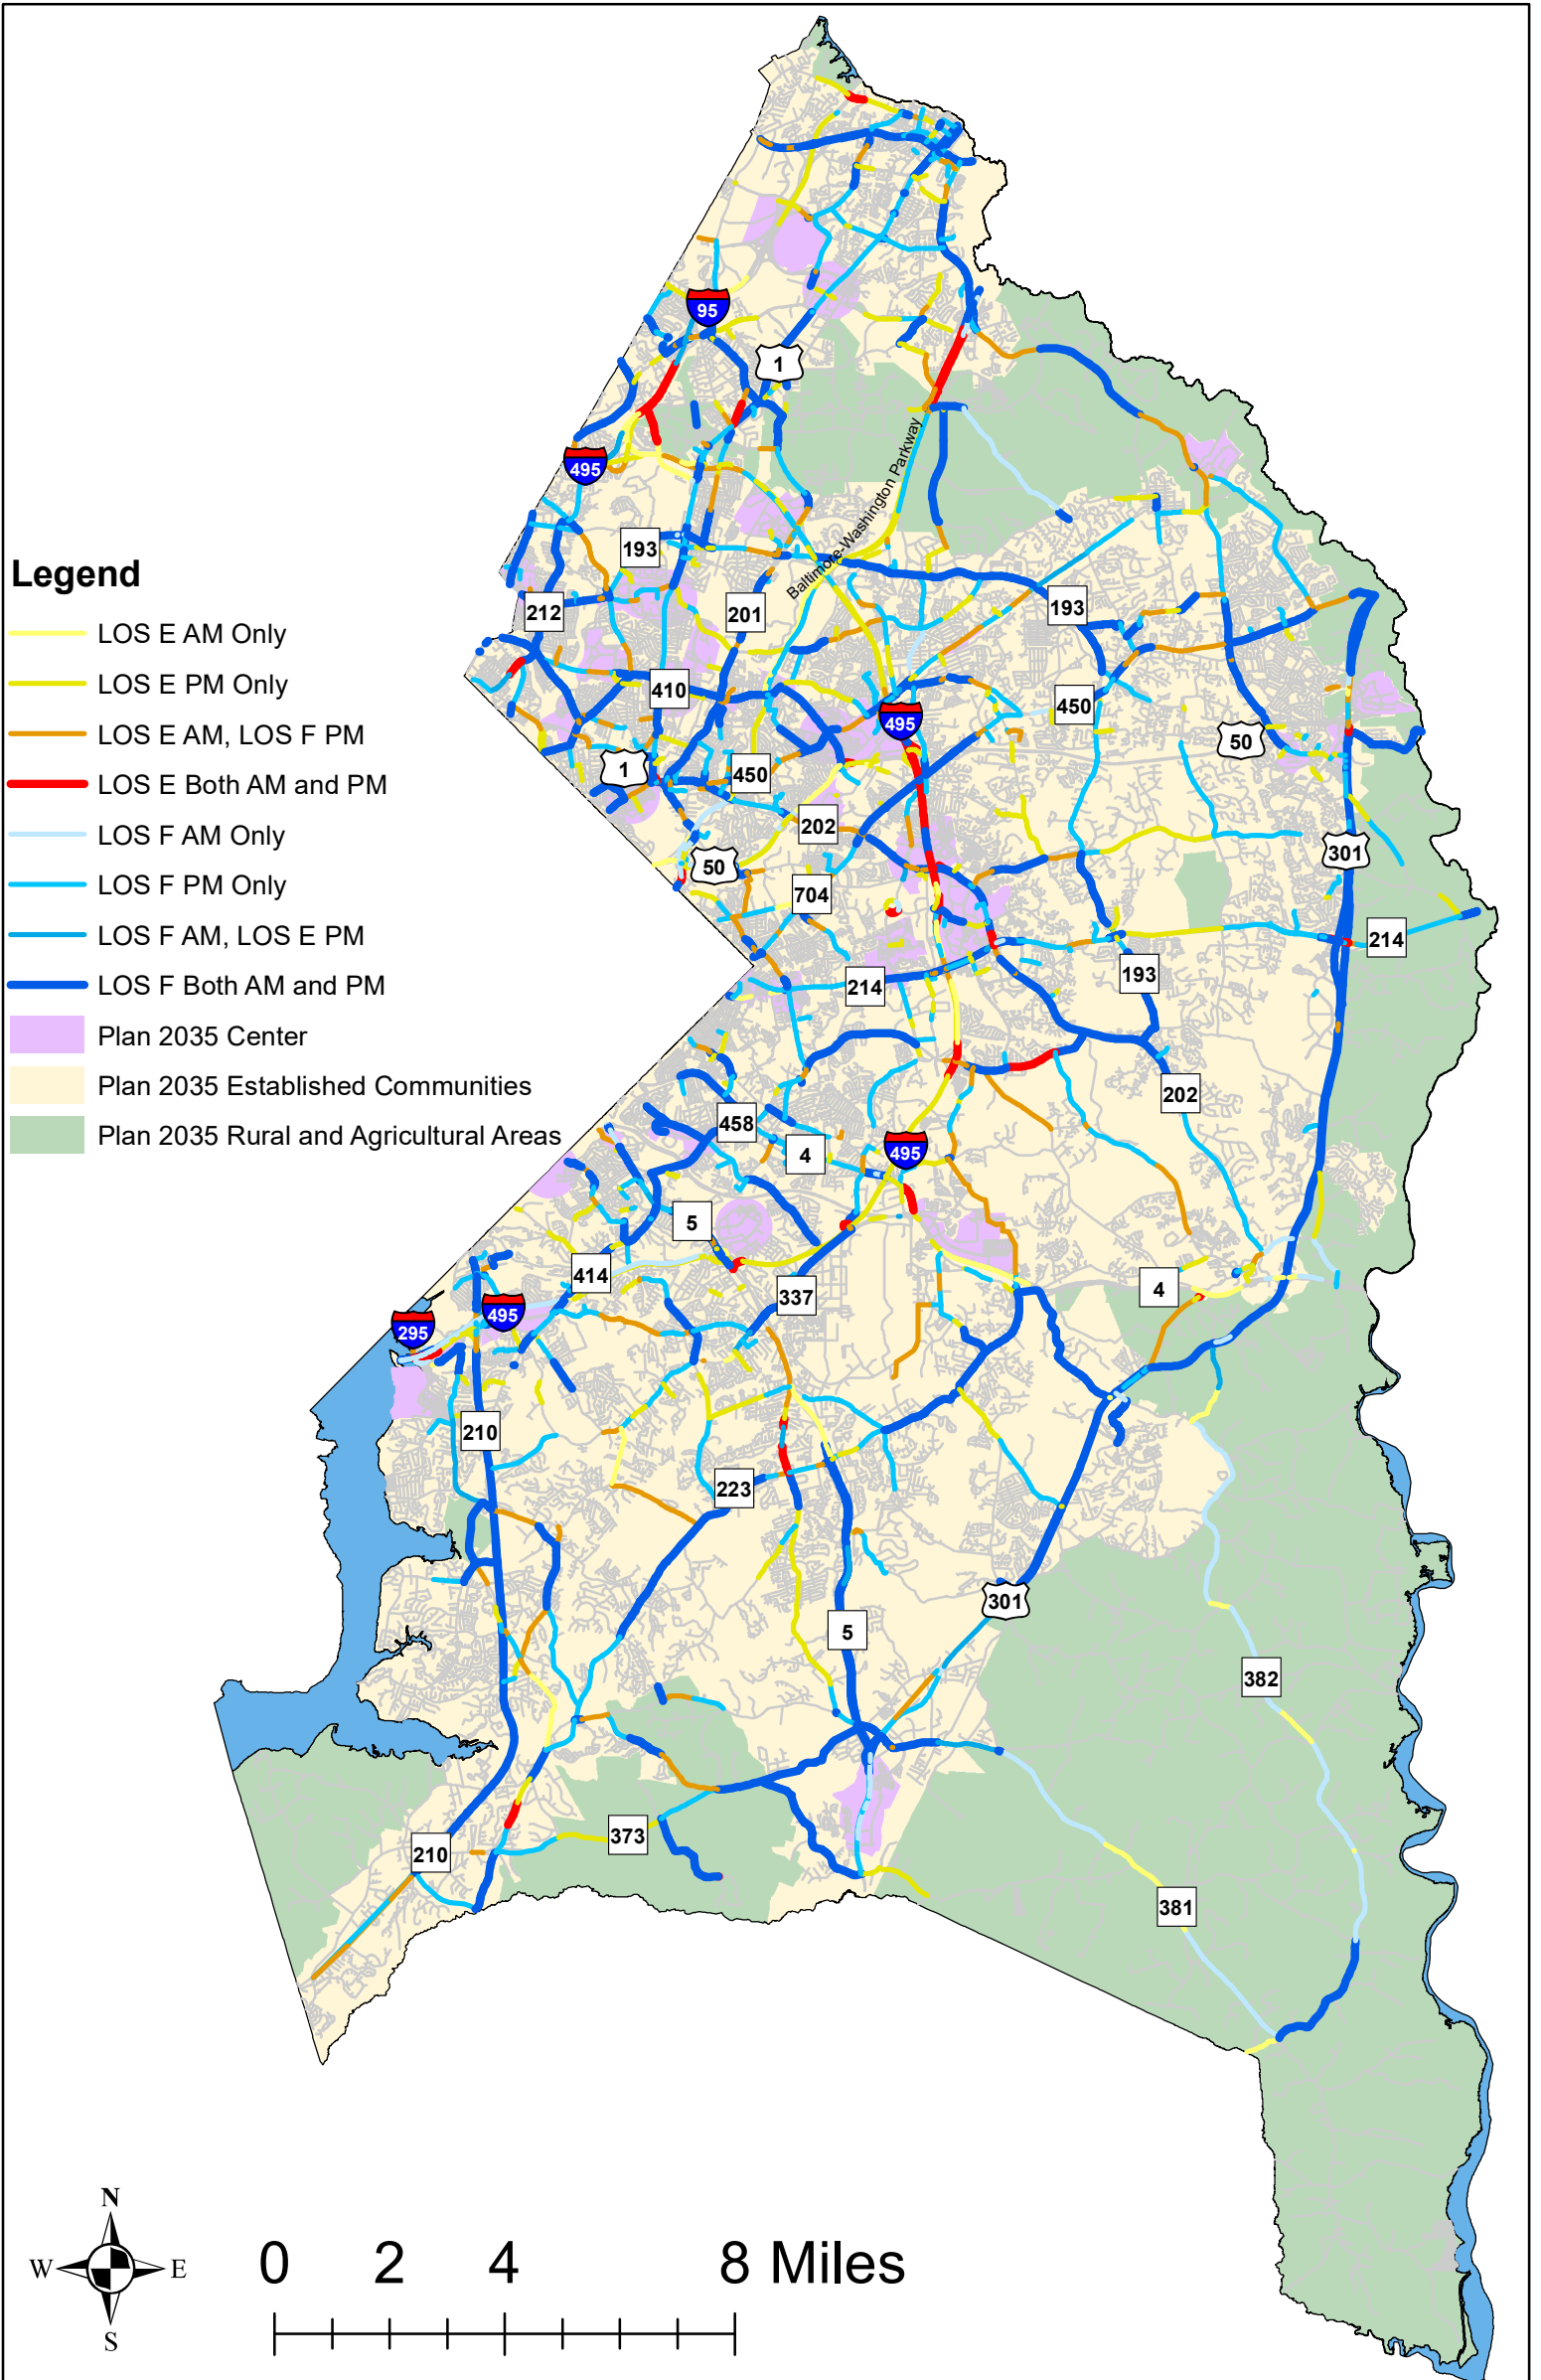 95
1
495
Baltimore-Washington Parkway
193
Legend
212
201
193
LOS E AM Only
LOS E PM Only
410
450
495
50
LOS E AM, LOS F PM
1
450
LOS E Both AM and PM
202
LOS F AM Only
50
301
LOS F PM Only
704
LOS F AM, LOS E PM
214
193
LOS F Both AM and PM
214
Plan 2035 Center
Plan 2035 Established Communities
202
458
Plan 2035 Rural and Agricultural Areas
4
495
5
414
4
337
495
295
210
223
301
5
382
373
210
381
N
W
E
S
0 2 4 8 Miles